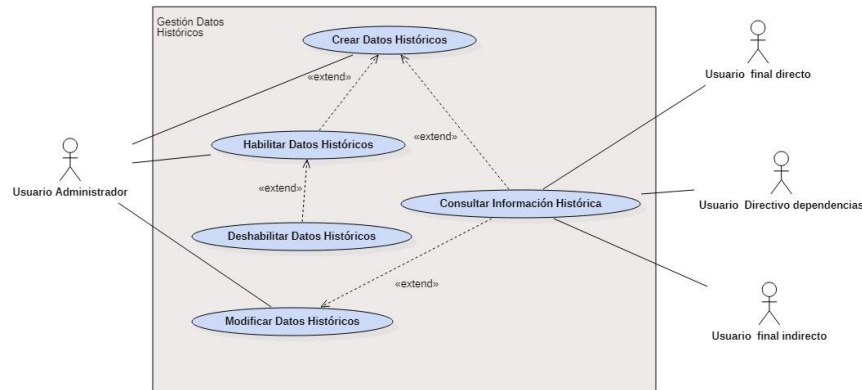 Gestión Datos
Históricos
Crear Datos Históricos
«extend»
Usuario  final directo
Habilitar Datos Históricos
«extend»
Usuario Administrador
«extend»
Consultar Información Histórica
Usuario  Directivo dependencias
Deshabilitar Datos Históricos
«extend»
Modificar Datos Históricos
Usuario  final indirecto